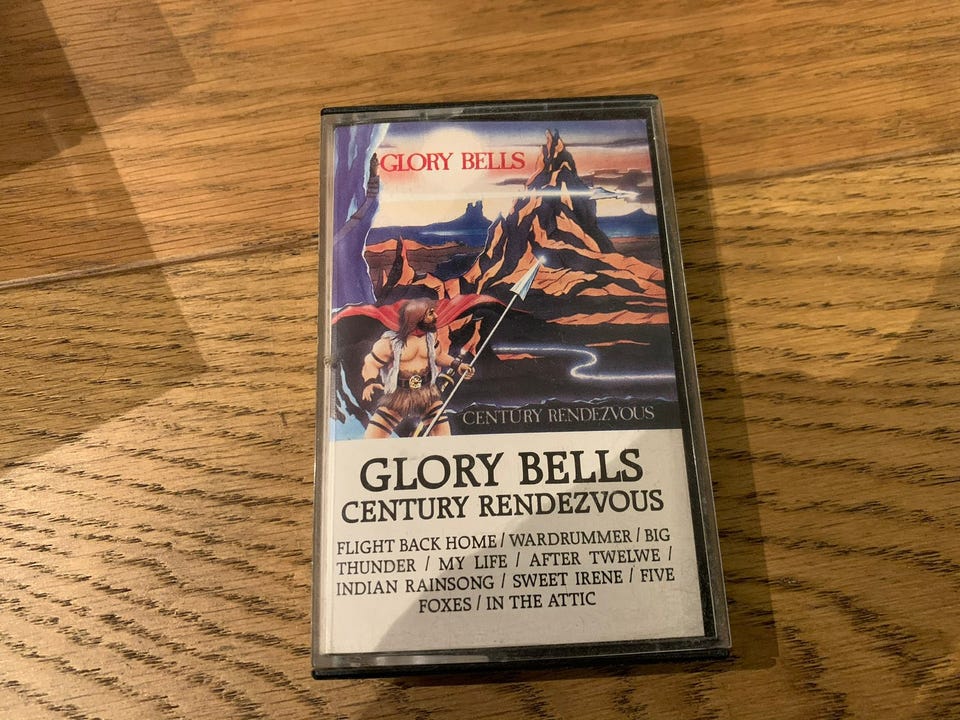 GLORY BELLS
CENTURY RENDEZVOUS
GLORY BELLS
CENTURY RENDEZVOUS
FLIGHT BACK HOME / WARDRUMMER / BIG
THUNDER / MY LIFE / AFTER TWELWE /
INDIAN RAINSONG / SWEET IRENE / FIVE
FOXES / IN THE ATTIC